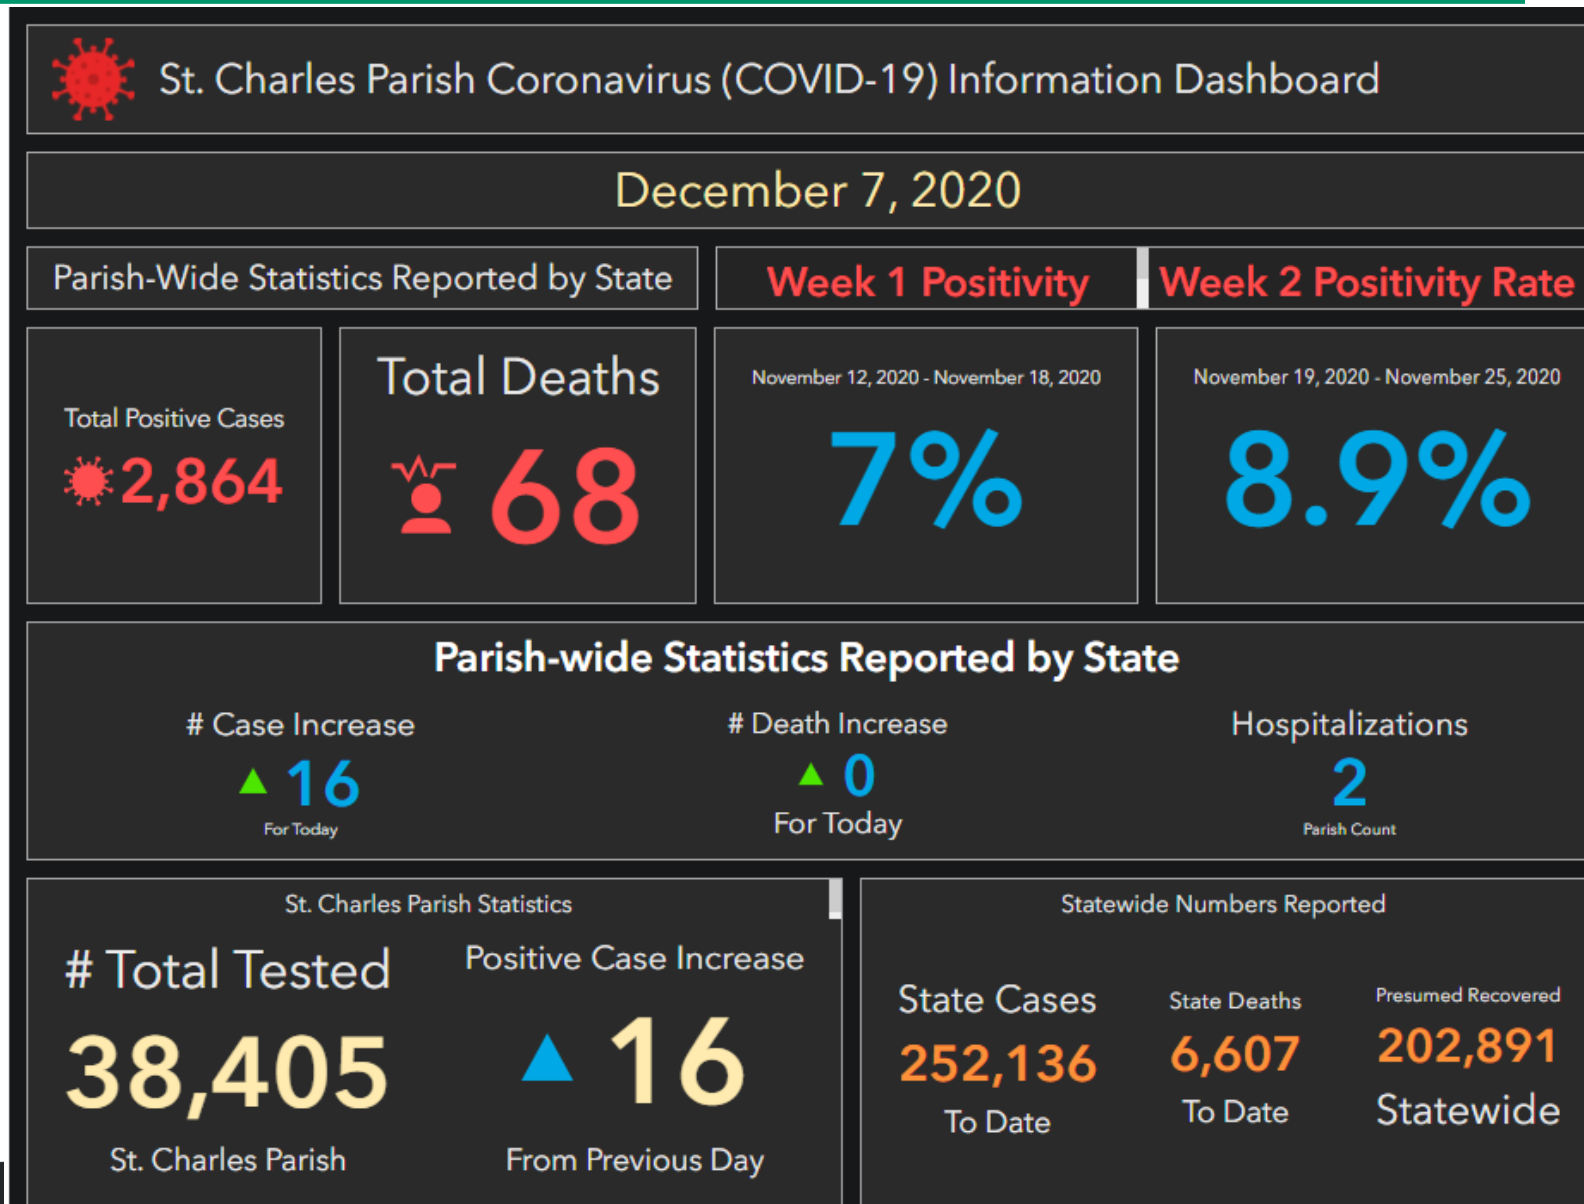 St. Charles Parish Coronavirus (COVID-19) Information Dashboard
December 7, 2020
Parish-Wide Statistics Reported by State
Week 1 Positivity
Week 2 Positivity Rate
Total Positive Cases
2,864
Total Deaths
68
November 12, 2020 - November 18, 2020
7%
November 19, 2020 - November 25, 2020
8.9%
Parish-wide Statistics Reported by State
# Case Increase
16
For Today
# Death Increase
0
For Today
Hospitalizations
2
Parish Count
St. Charles Parish Statistics
# Total Tested
38,405
St. Charles Parish
Positive Case Increase
16
From Previous Day
Statewide Numbers Reported
State Cases
252,136
To Date
State Deaths
6,607
To Date
Presumed Recovered
202,891
Statewide